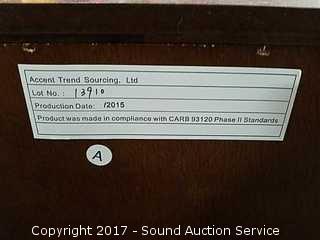 Accent Trend Sourcing, Ltd
Lot No. : 13910
Production Date: /2015
Product was made in compliance with CARB 93120 Phase II Standards
A
Copyright 2017 - Sound Auction Service